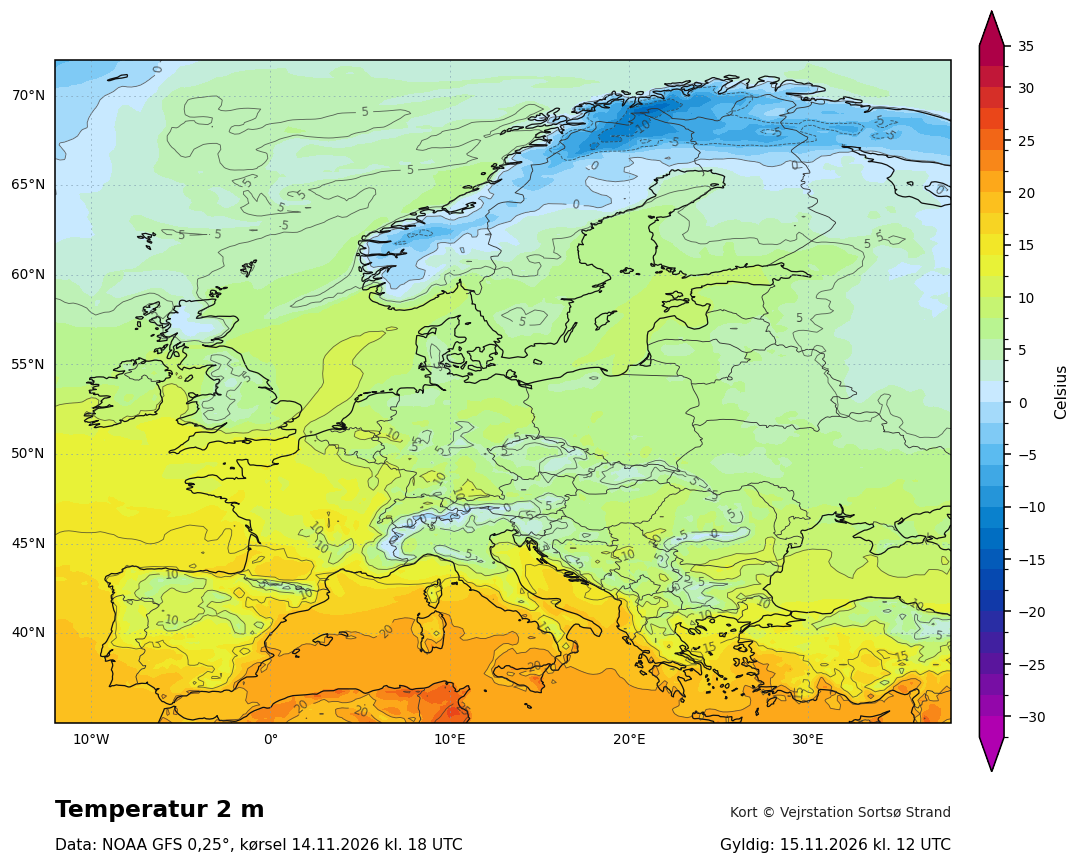 70°N
65°N
60°N
55°N
50°N
45°N
40°N
10°W 0° 10°E 20°E 30°E
35
30
25
20
15
10
5
0
−5
−10
−15
−20
−25
−30
Celsius
Temperatur 2 m
Kort © Vejrstation Sortsø Strand
Data: NOAA GFS 0,25°, kørsel 14.11.2026 kl. 18 UTC
Gyldig: 15.11.2026 kl. 12 UTC